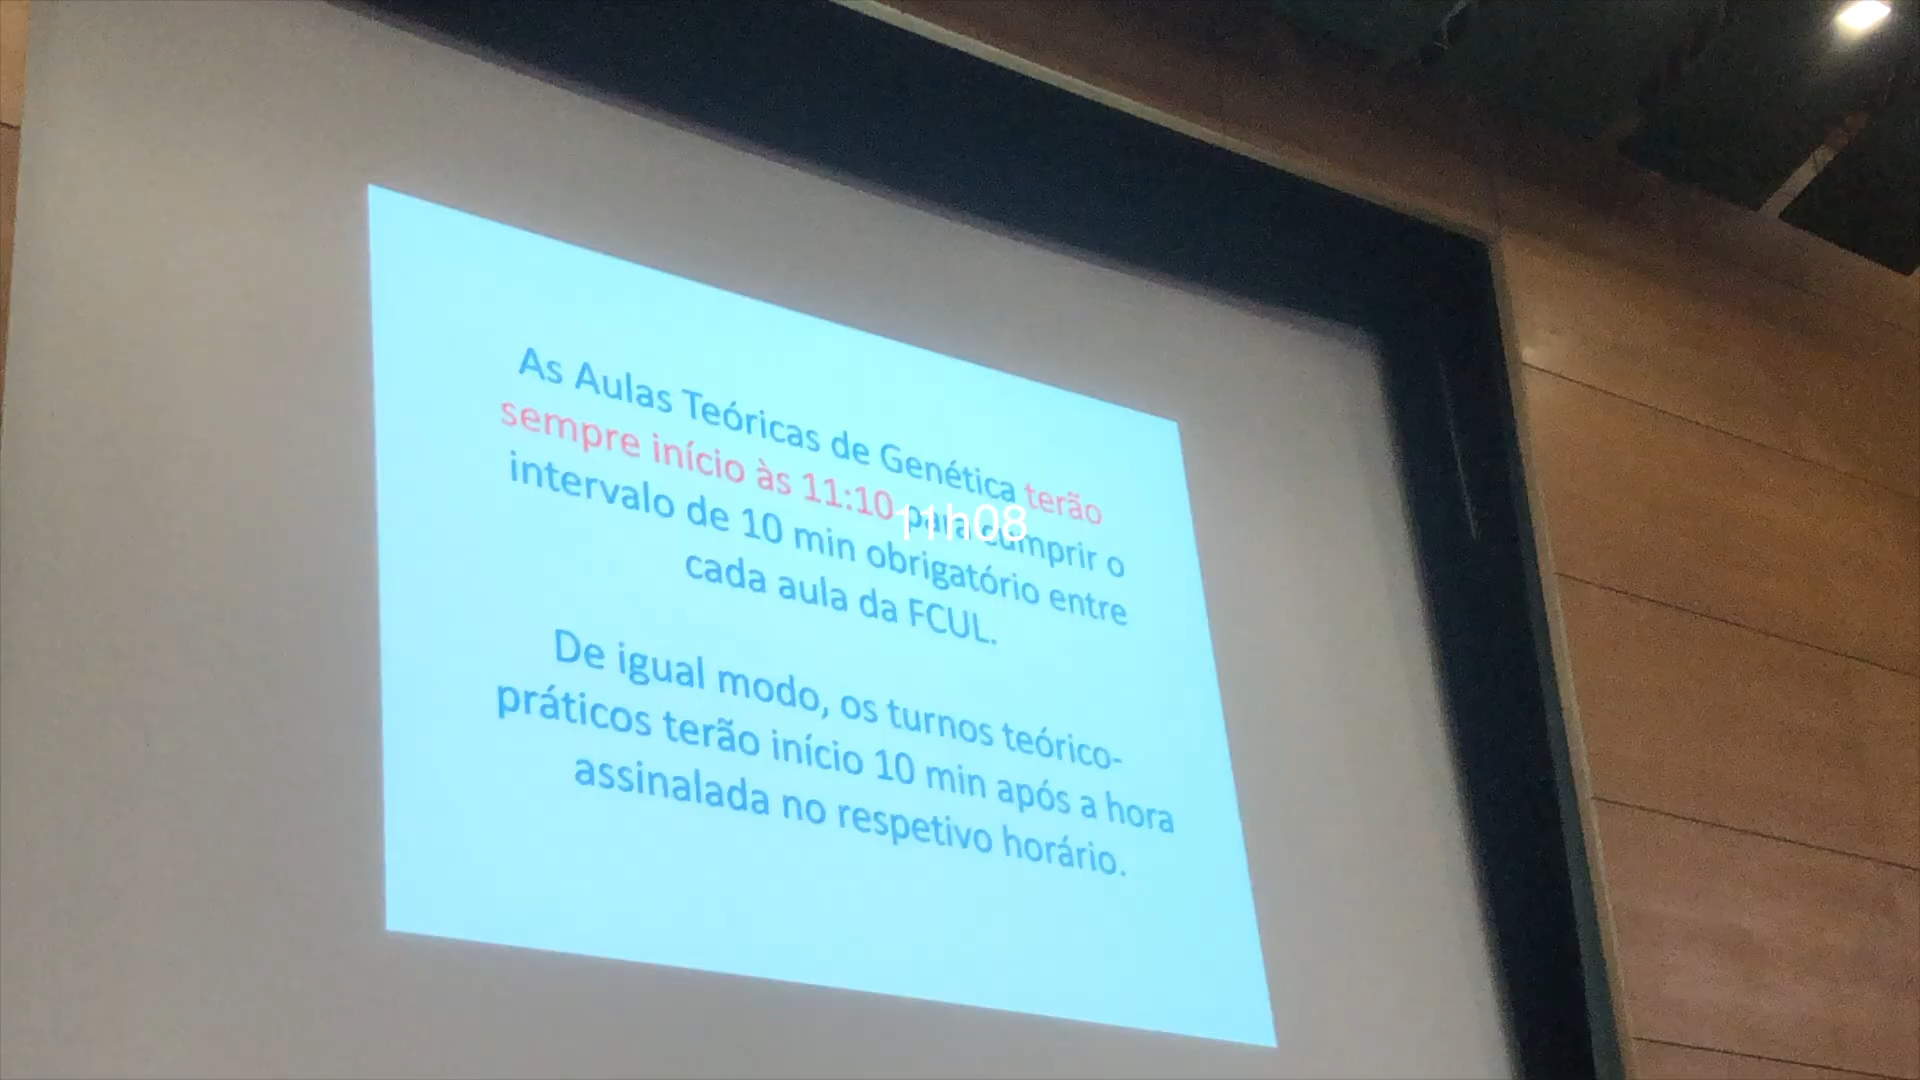 As Aulas Teóricas de Genética terão
sempre início às 11:10 para cumprir o
intervalo de 10 min obrigatório entre
cada aula da FCUL.
De igual modo, os turnos teórico-
práticos terão início 10 min após a hora
assinalada no respetivo horário.
11h08